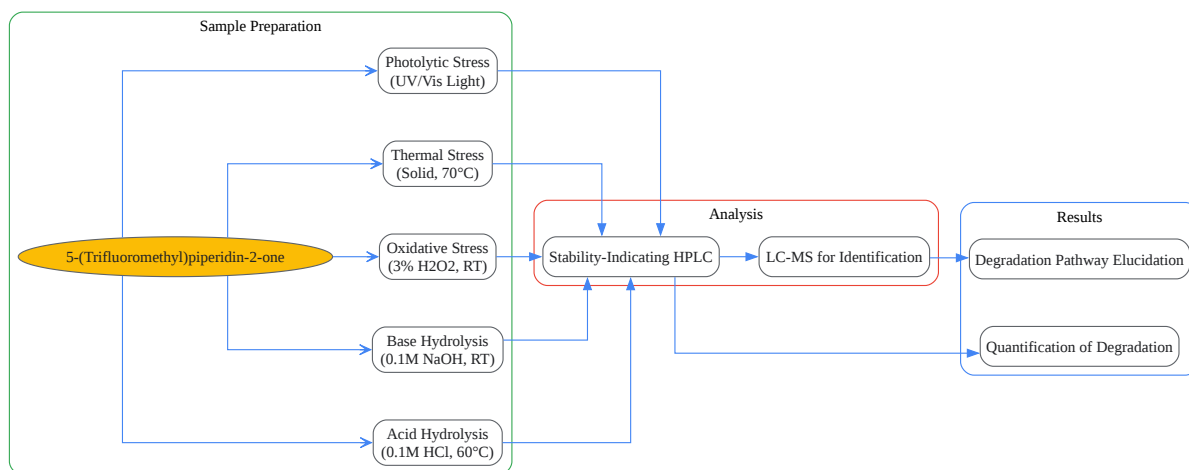 Sample Preparation
Photolytic Stress
(UV/Vis Light)
Thermal Stress
(Solid, 70°C)
5-(Trifluoromethyl)piperidin-2-one
Oxidative Stress
(3% H2O2, RT)
Base Hydrolysis
(0.1M NaOH, RT)
Acid Hydrolysis
(0.1M HCl, 60°C)
Analysis
Stability-Indicating HPLC
LC-MS for Identification
Results
Degradation Pathway Elucidation
Quantification of Degradation